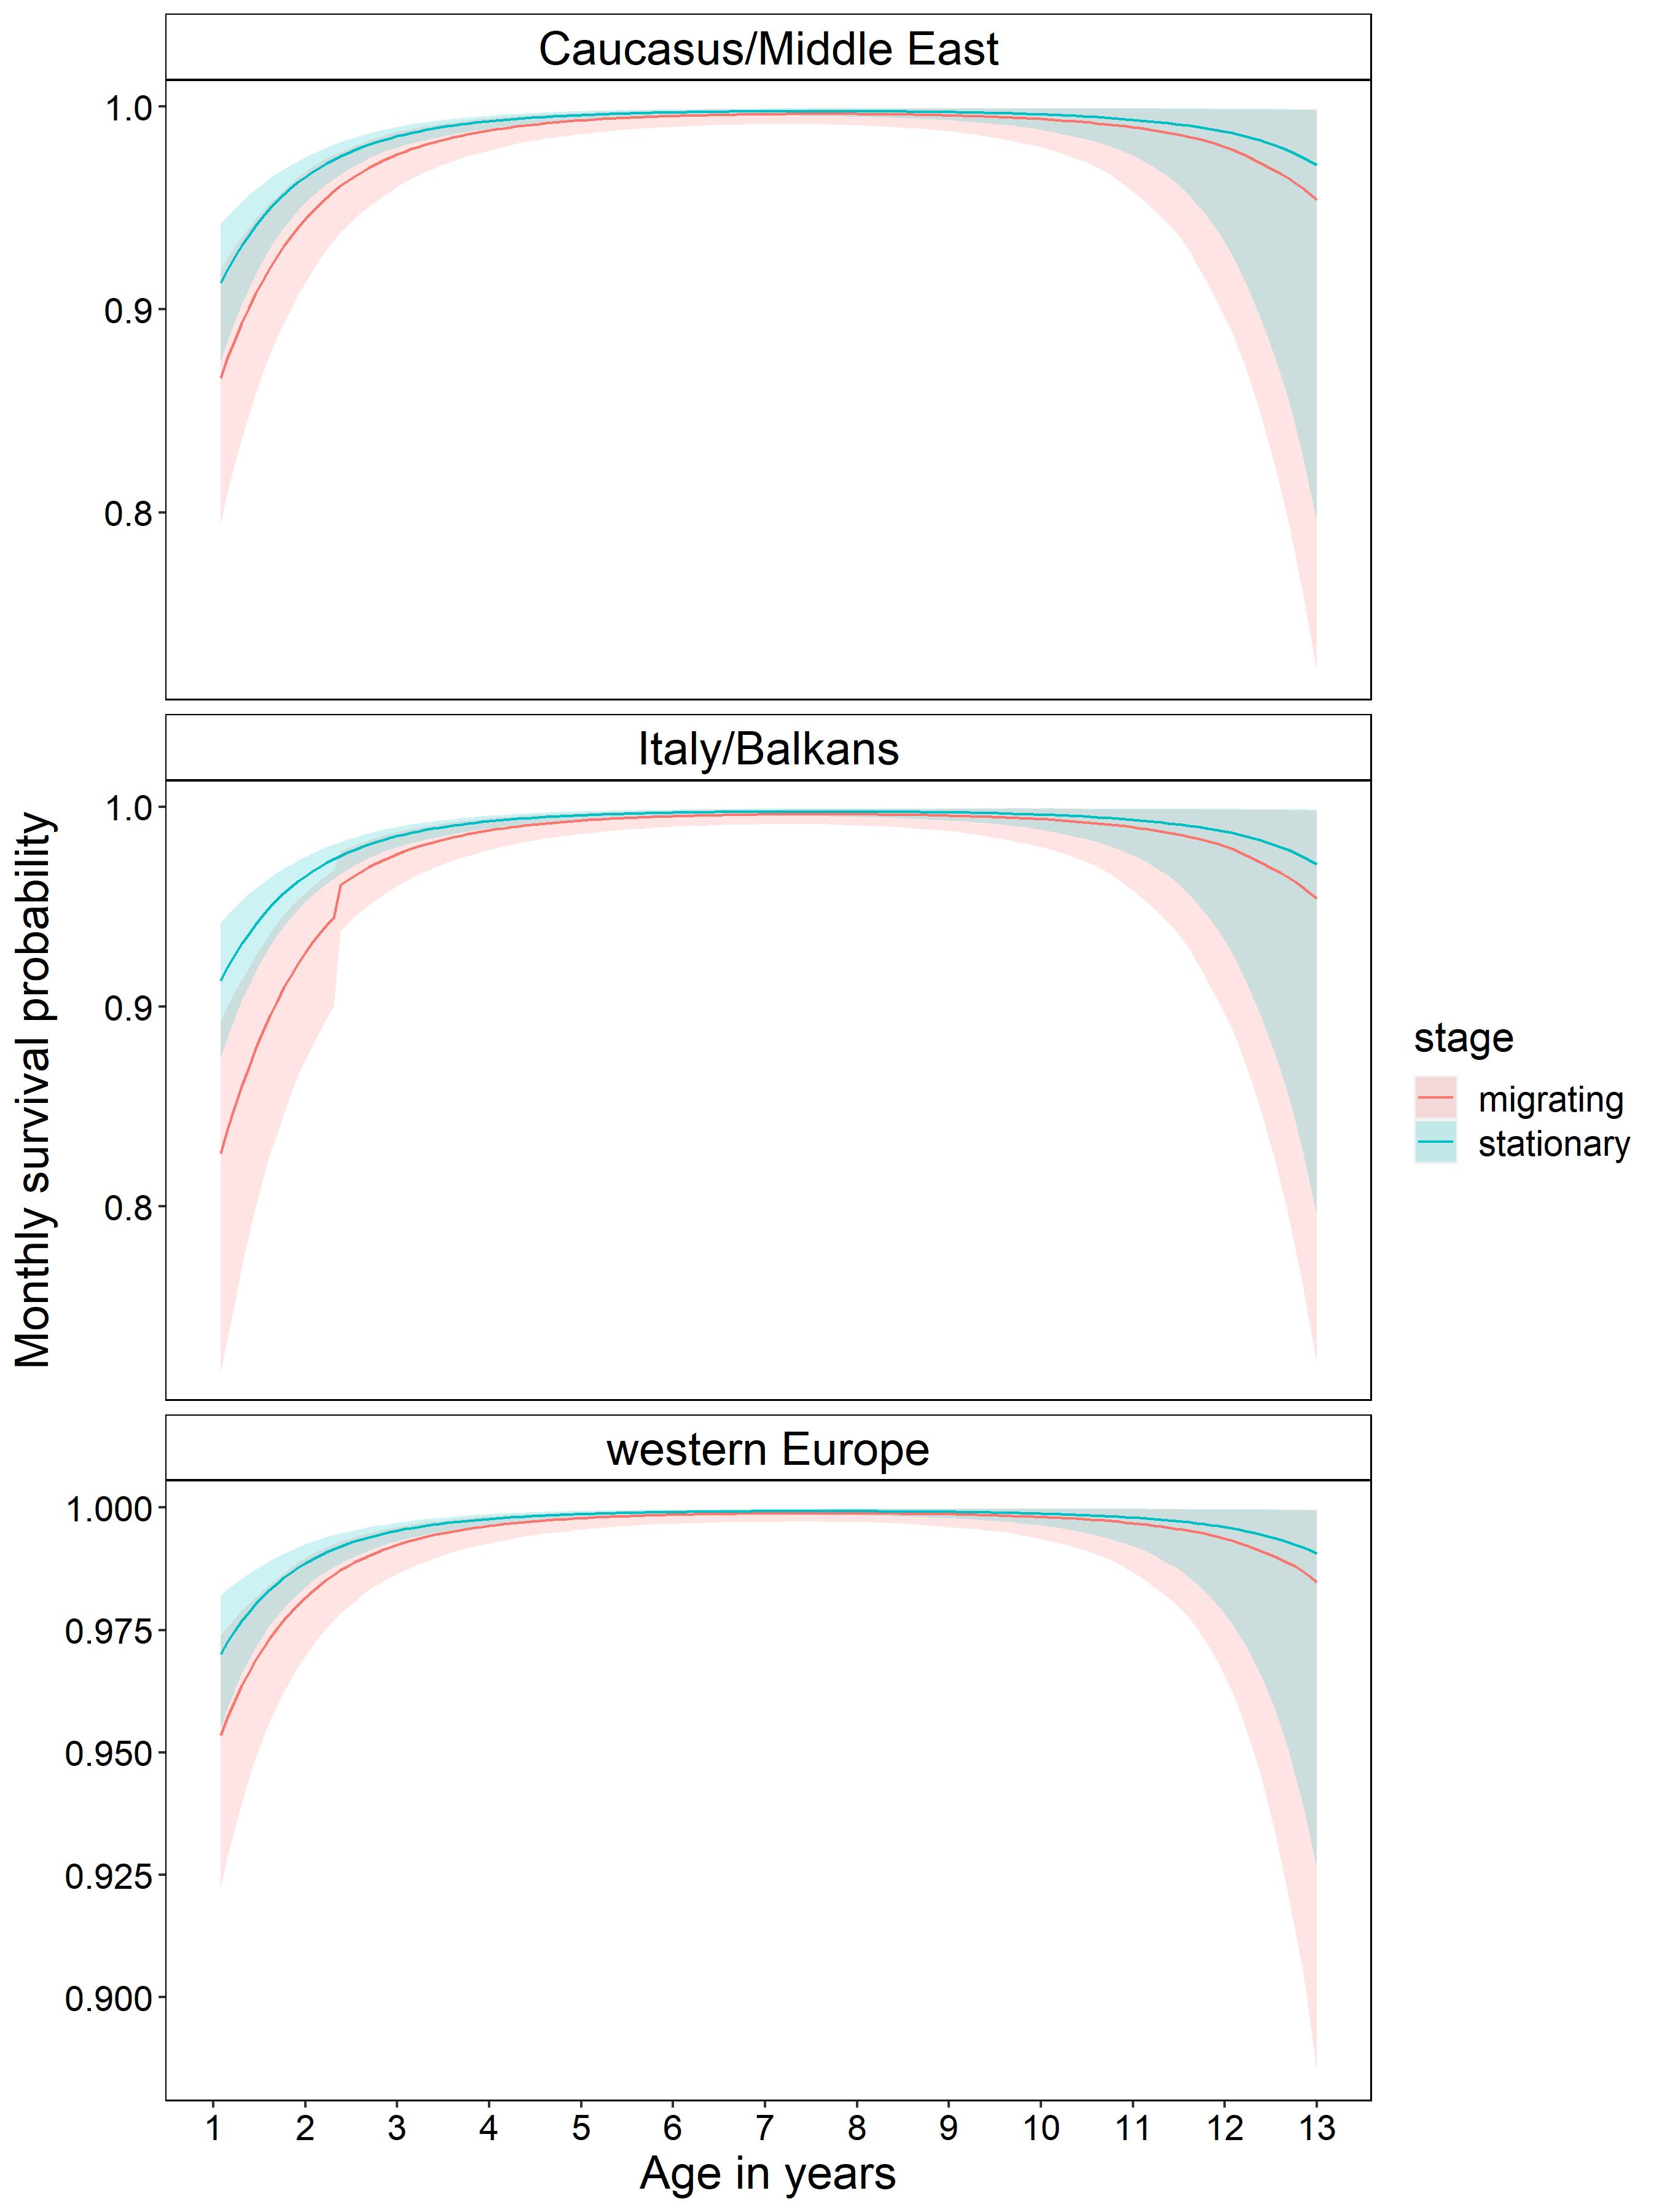 Caucasus/Middle East
1.0
0.9
0.8
Italy/Balkans
1.0
0.9
0.8
Monthly survival probability
stage
migrating
stationary
western Europe
1.000
0.975
0.950
0.925
0.900
1 2 3 4 5 6 7 8 9 10 11 12 13
Age in years